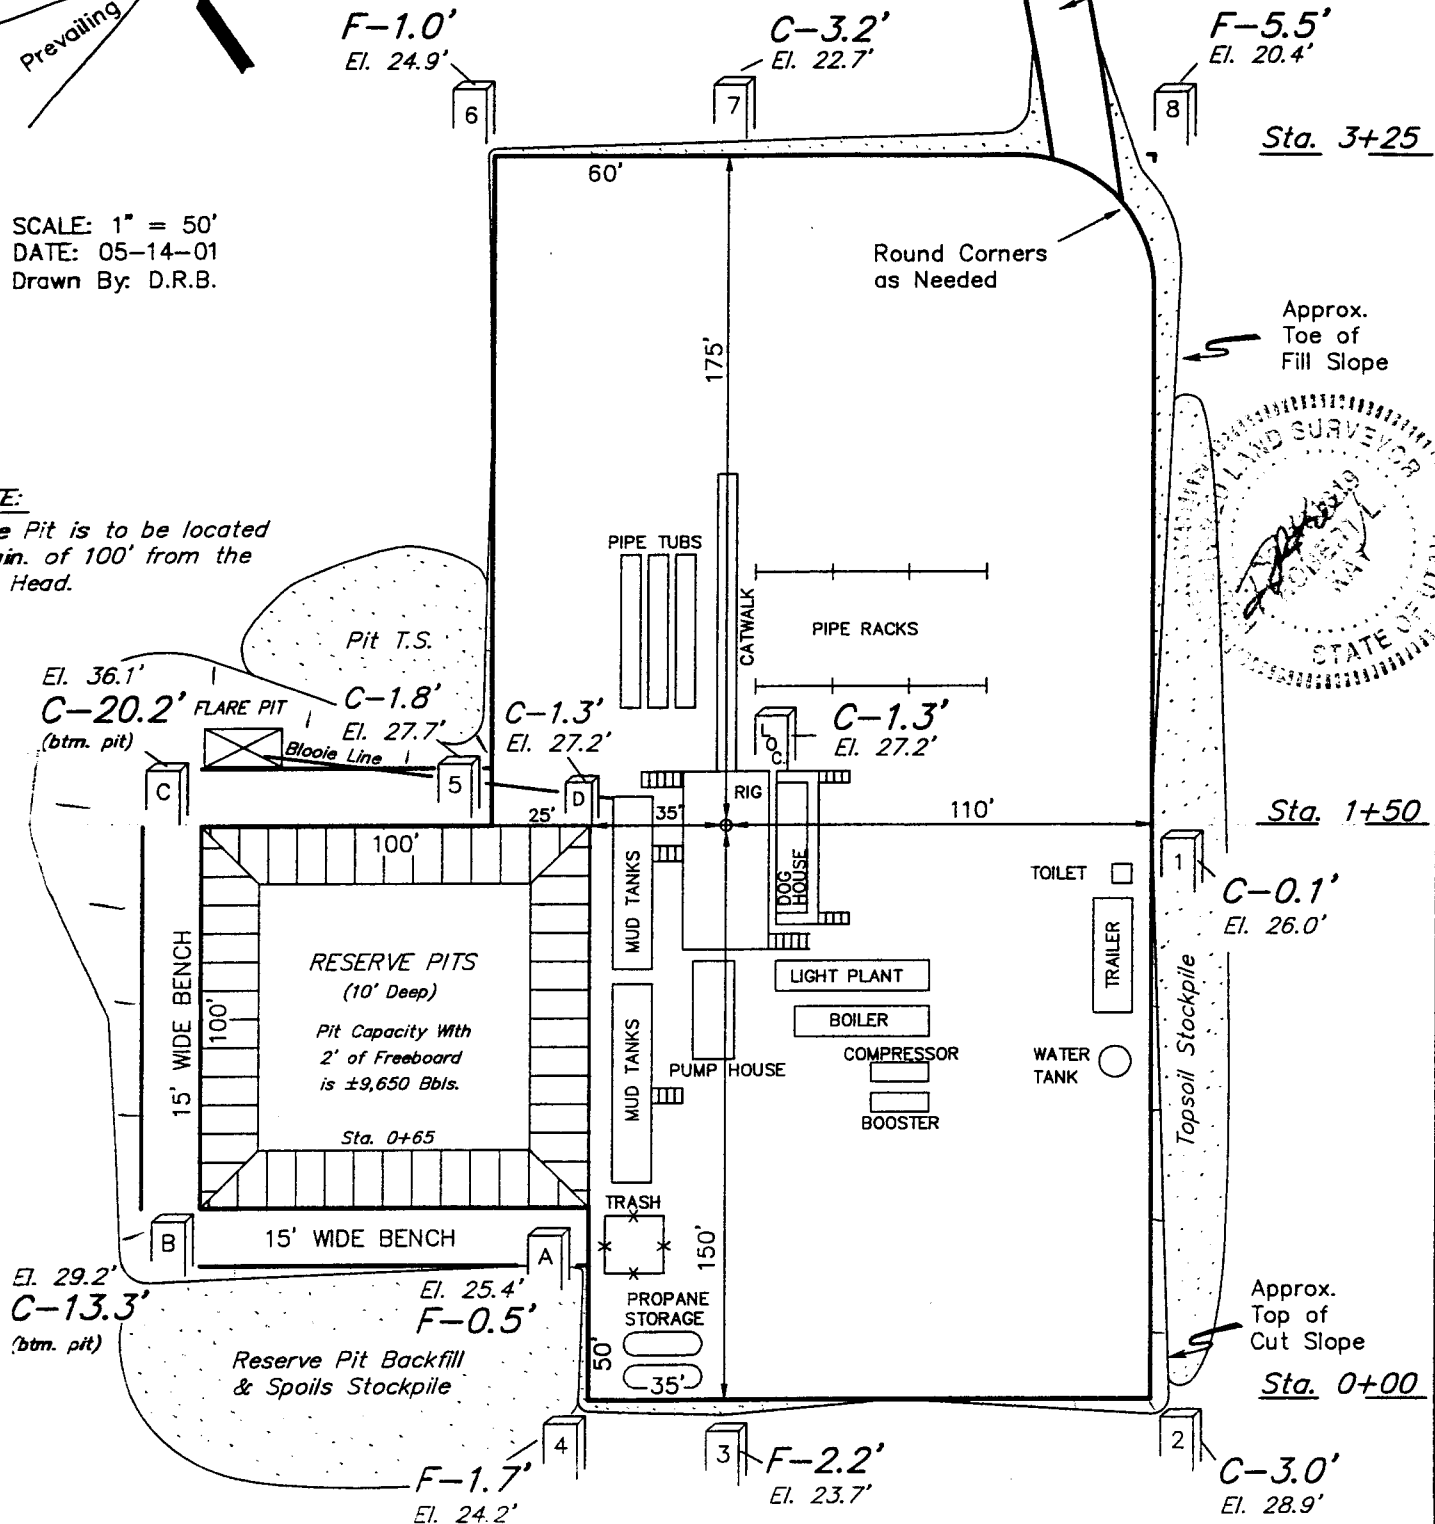 Prevailing
F-1.0'
El. 24.9'
C-3.2'
El. 22.7'
F-5.5'
El. 20.4'
6
7
8
Sta. 3+25
60'
SCALE: 1" = 50'
DATE: 05-14-01
Drawn By: D.R.B.
Round Corners
as Needed
175'
Approx.
Toe of
Fill Slope
LAND SURVEYOR
ROBERT L.
KAY
STATE OF
E:
e Pit is to be located
in. of 100' from the
Head.
PIPE TUBS
CATWALK
PIPE RACKS
Pit T.S.
El. 36.1'
C-20.2'
(btm. pit)
FLARE PIT
C-1.8'
El. 27.7'
Blooie Line
C-1.3'
El. 27.2'
LOC.
C-1.3'
El. 27.2'
C
5
D
RIG
25'
35'
110'
Sta. 1+50
100'
DOG
HOUSE
MUD TANKS
TOILET
1
C-0.1'
El. 26.0'
TRAILER
15' WIDE BENCH
100'
RESERVE PITS
(10' Deep)
Pit Capacity With
2' of Freeboard
is ±9,650 Bbls.
Sta. 0+65
LIGHT PLANT
BOILER
MUD TANKS
PUMP HOUSE
COMPRESSOR
BOOSTER
WATER
TANK
Topsoil Stockpile
TRASH
B
15' WIDE BENCH
A
150'
El. 29.2'
C-13.3'
(btm. pit)
El. 25.4'
F-0.5'
PROPANE
STORAGE
50'
35'
Approx.
Top of
Cut Slope
Reserve Pit Backfill
& Spoils Stockpile
Sta. 0+00
4
3
2
F-1.7'
El. 24.2'
F-2.2'
El. 23.7'
C-3.0'
El. 28.9'